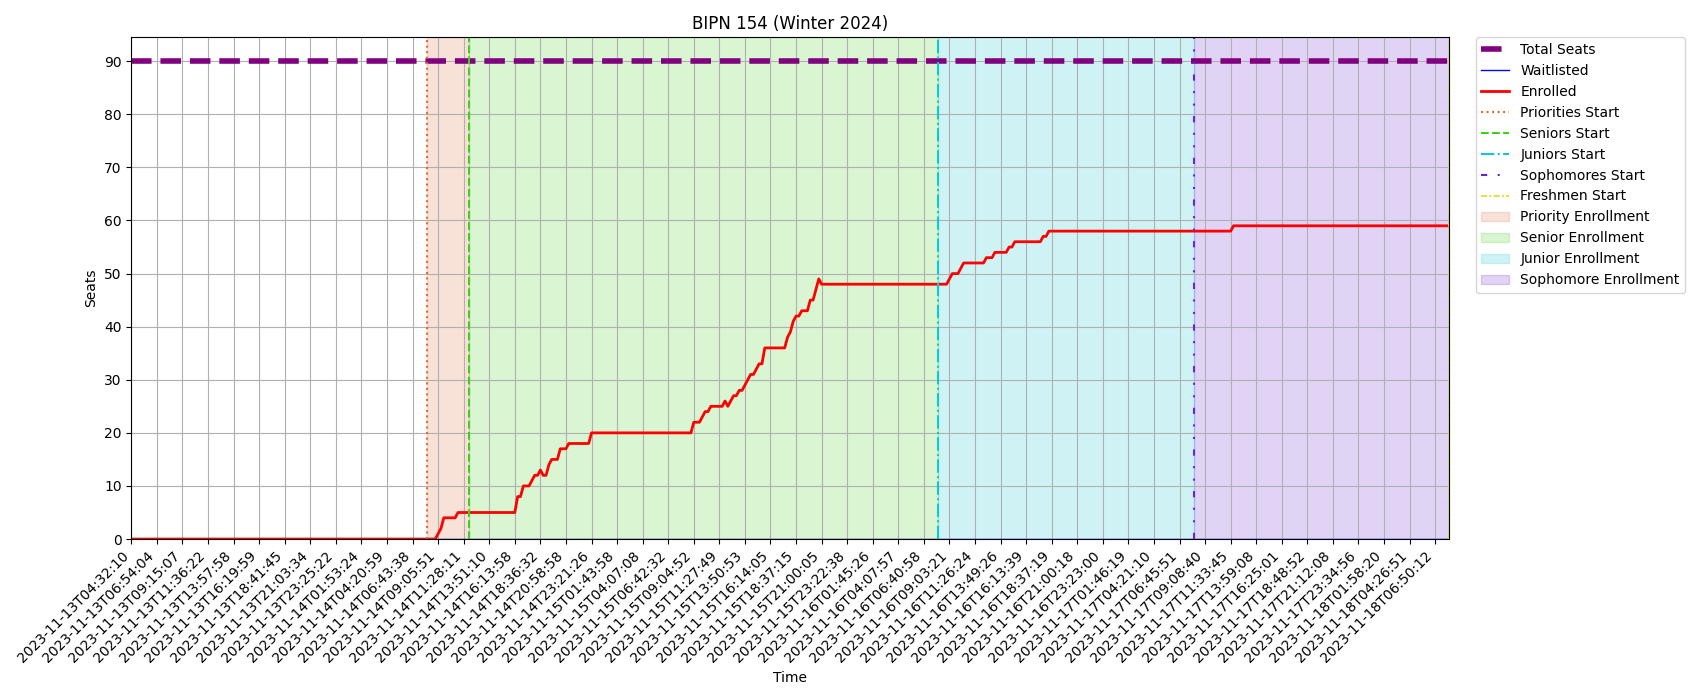 BIPN 154 (Winter 2024)
Seats
90
80
70
60
50
40
30
20
10
0
2023-11-13T04:32:10
2023-11-13T06:54:04
2023-11-13T09:15:07
2023-11-13T11:36:22
2023-11-13T13:57:58
2023-11-13T16:19:59
2023-11-13T18:41:45
2023-11-13T21:03:34
2023-11-13T23:25:22
2023-11-14T01:53:24
2023-11-14T04:20:59
2023-11-14T06:43:38
2023-11-14T09:05:51
2023-11-14T11:28:11
2023-11-14T13:51:10
2023-11-14T16:13:58
2023-11-14T18:36:32
2023-11-14T20:58:58
2023-11-14T23:21:26
2023-11-15T01:43:58
2023-11-15T04:07:08
2023-11-15T06:42:32
2023-11-15T09:04:52
2023-11-15T11:27:49
2023-11-15T13:50:53
2023-11-15T16:14:05
2023-11-15T18:37:15
2023-11-15T21:00:05
2023-11-15T23:22:38
2023-11-16T01:45:26
2023-11-16T04:07:57
2023-11-16T06:40:58
2023-11-16T09:03:21
2023-11-16T11:26:24
2023-11-16T13:49:26
2023-11-16T16:13:39
2023-11-16T18:37:19
2023-11-16T21:00:18
2023-11-16T23:23:00
2023-11-17T01:46:19
2023-11-17T04:21:10
2023-11-17T06:45:51
2023-11-17T09:08:40
2023-11-17T11:33:45
2023-11-17T13:59:08
2023-11-17T16:25:01
2023-11-17T18:48:52
2023-11-17T21:12:08
2023-11-17T23:34:56
2023-11-18T01:58:20
2023-11-18T04:26:51
2023-11-18T06:50:12
Time
Total Seats
Waitlisted
Enrolled
Priorities Start
Seniors Start
Juniors Start
Sophomores Start
Freshmen Start
Priority Enrollment
Senior Enrollment
Junior Enrollment
Sophomore Enrollment